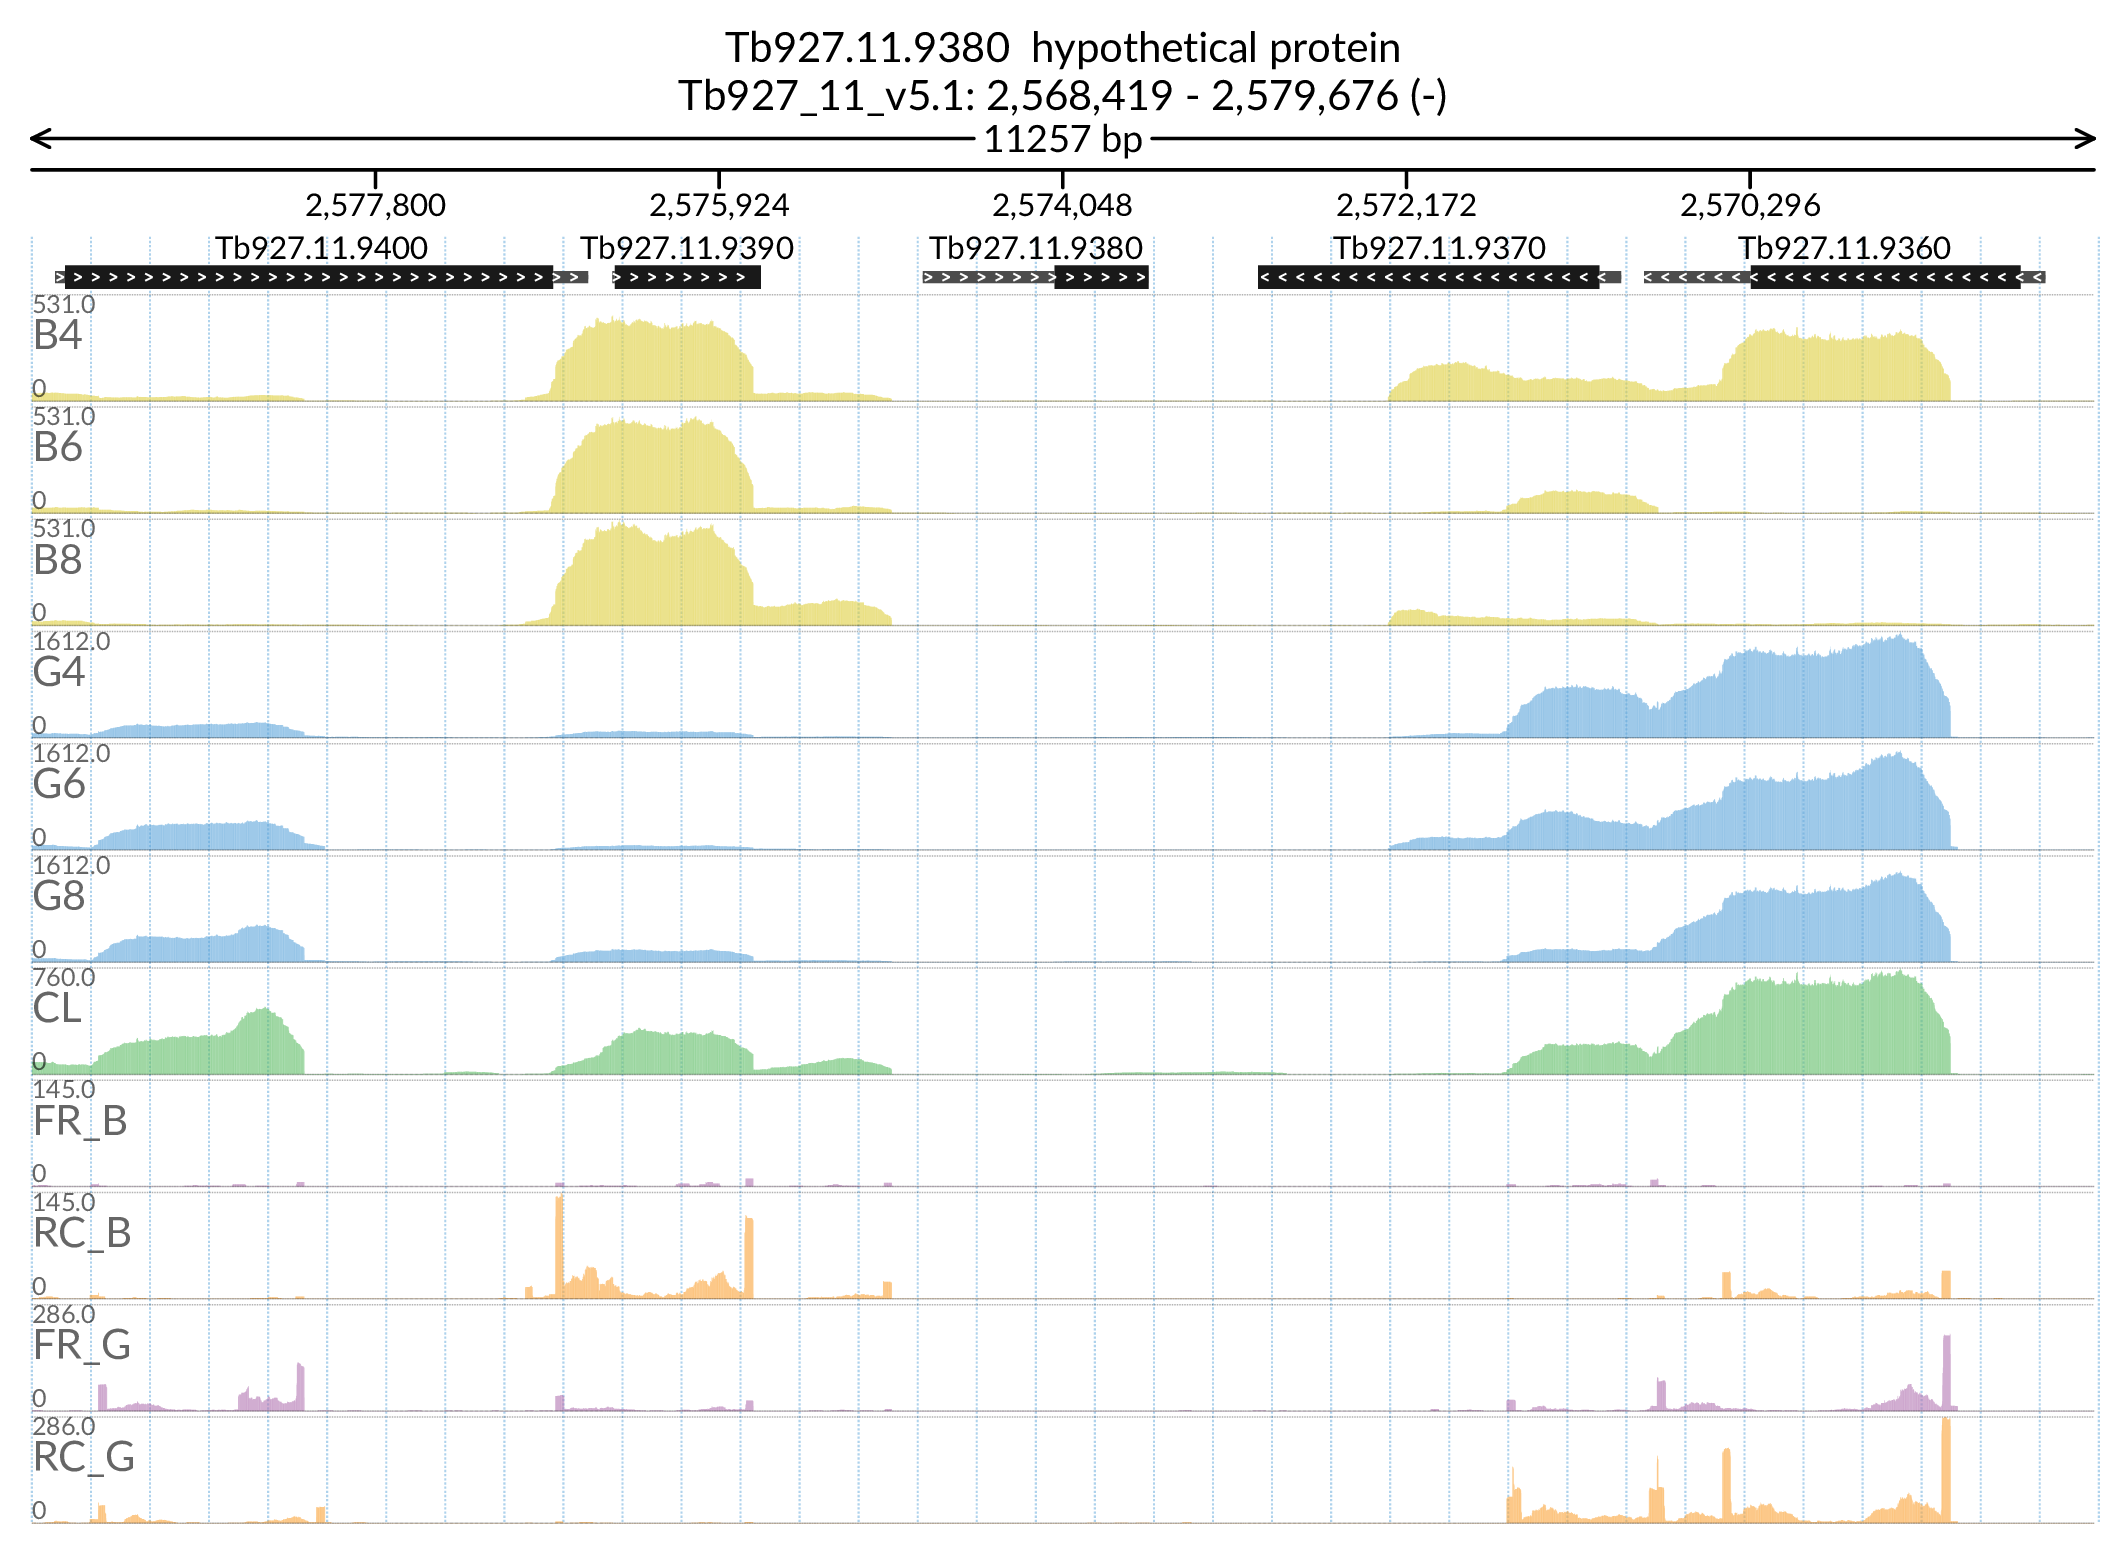 Tb927.11.9380  hypothetical protein
Tb927_11_v5.1: 2,568,419 - 2,579,676 (-)
11257 bp
2,577,800 2,575,924 2,574,048 2,572,172 2,570,296
Tb927.11.9400 Tb927.11.9390 Tb927.11.9380 Tb927.11.9370 Tb927.11.9360
531.0
B4
0
531.0
B6
0
531.0
B8
0
1612.0
G4
0
1612.0
G6
0
1612.0
G8
0
760.0
CL
0
145.0
FR_B
0
145.0
RC_B
0
286.0
FR_G
0
286.0
RC_G
0